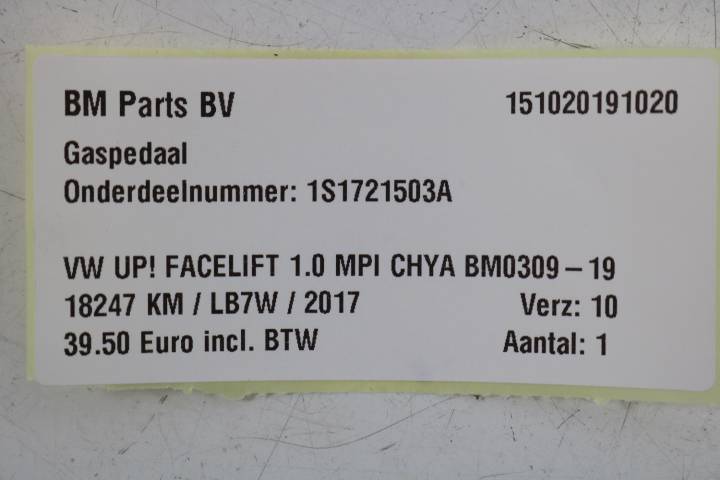 BM Parts BV 151020191020
Gaspedaal
Onderdeelnummer: 1S1721503A
VW UP! FACELIFT 1.0 MPI CHYA BM0309-19
18247 KM / LB7W / 2017 Verz: 10
39.50 Euro incl. BTW Aantal: 1